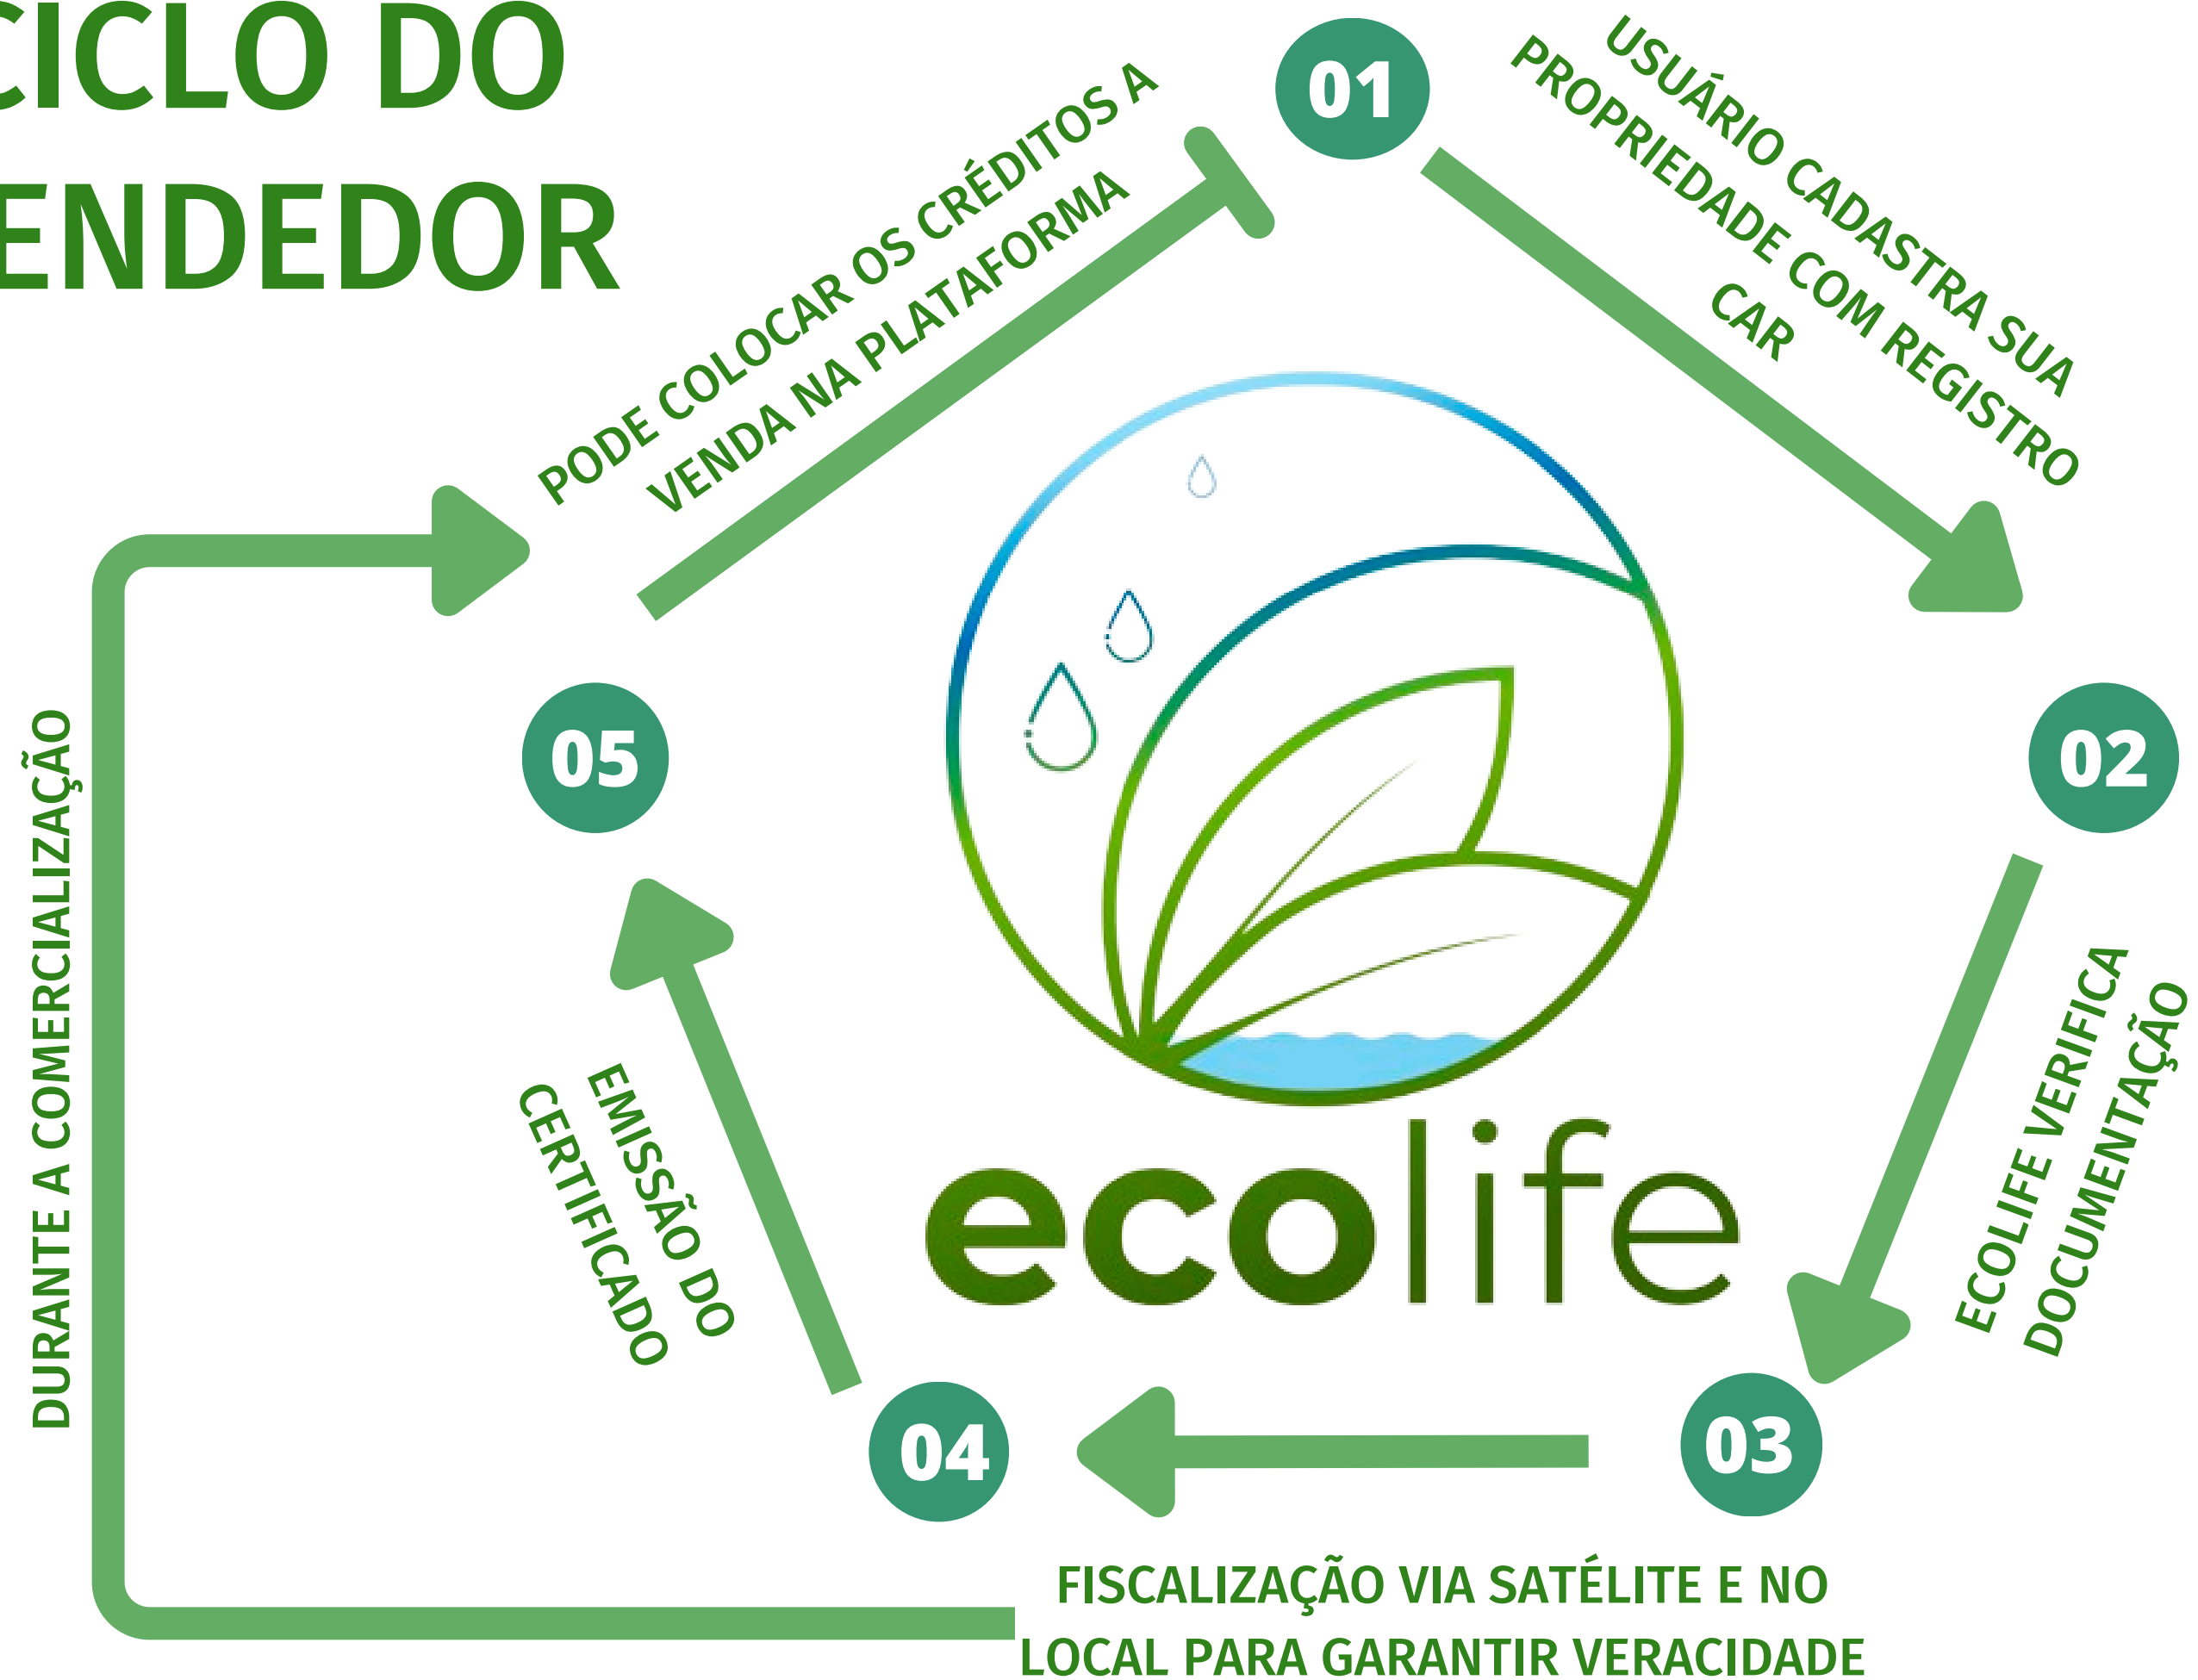 CICLO DO
ENDEDOR
01
USUÁRIO CADASTRA SUA
PROPRIEDADE COM REGISTRO
CAR
02
ECOLIFE VERIFICA
DOCUMENTAÇÃO
03
FISCALIZAÇÃO VIA SATÉLITE E NO
LOCAL PARA GARANTIR VERACIDADE
04
EMISSÃO DO
CERTIFICADO
05
PODE COLOCAR OS CRÉDITOS A
VENDA NA PLATAFORMA
DURANTE A COMERCIALIZAÇÃO
ecolife